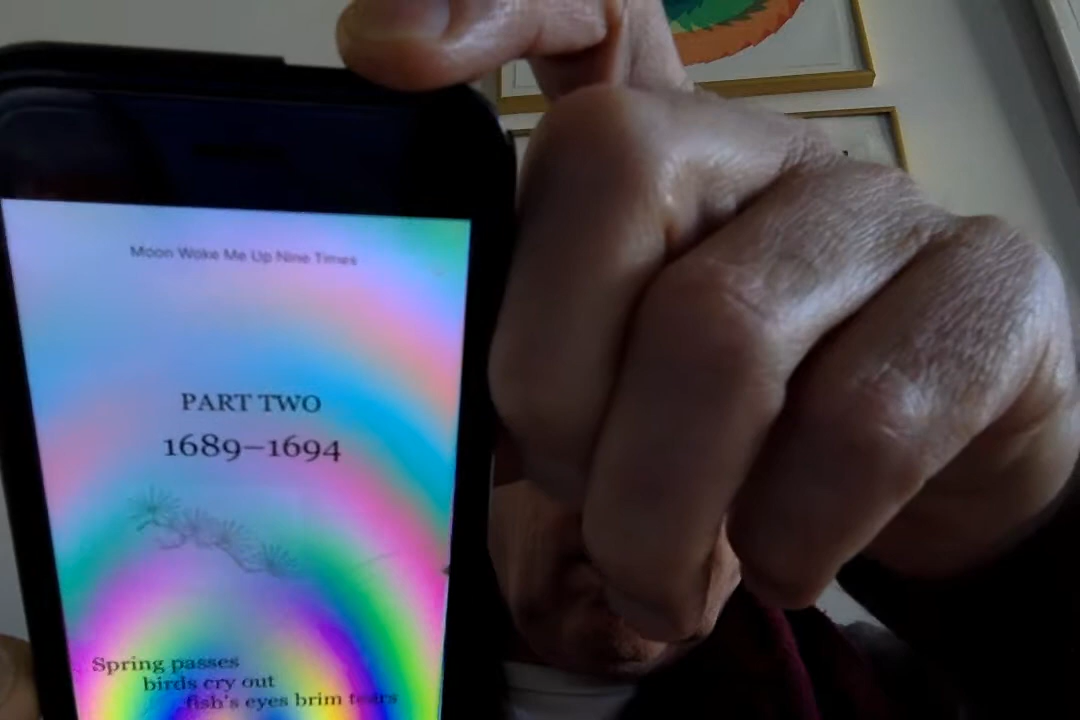 Moon Woke Me Up Nine Times
PART TWO
1689–1694
Spring passes
birds cry out
fish's eyes brim tears